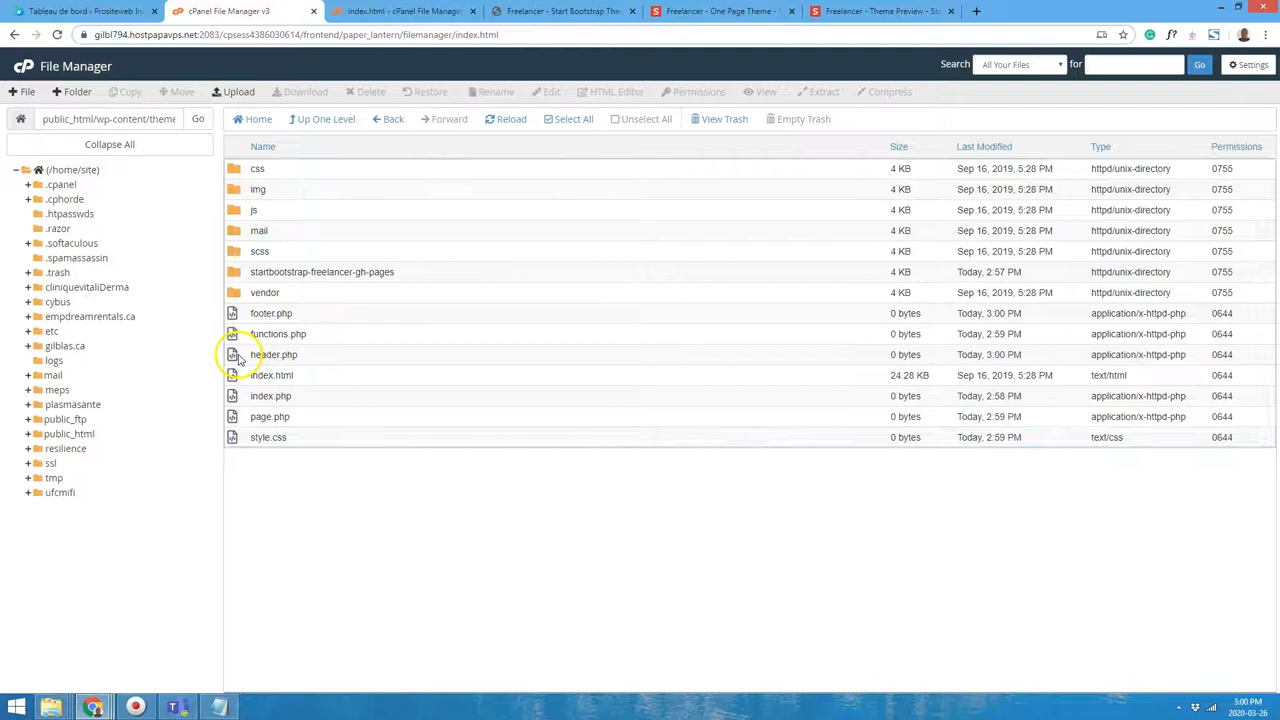 Tableau de bord ‹ Prositeweb In
cPanel File Manager v3
index.html - cPanel File Manager
Freelancer - Start Bootstrap The
Freelancer - One Page Theme - S
Freelancer - Theme Preview - Sta
gilbl794.hostpapavps.net:2083/cpsess4386030614/frontend/paper_lantern/filemanager/index.html
File Manager
Search All Your Files for Go Settings
File Folder Copy Move Upload Download Delete Restore Rename Edit HTML Editor Permissions View Extract Compress
public_html/wp-content/theme Go Home Up One Level Back Forward Reload Select All Unselect All View Trash Empty Trash
Collapse All
(/home/site)
.cpanel
.cphorde
.htpasswds
.razor
.softaculous
.spamassassin
.trash
cliniquevitaliDerma
cybus
empdreamrentals.ca
etc
gilblas.ca
logs
mail
meps
plasmasante
public_ftp
public_html
resilience
ssl
tmp
ufcmifi
Name Size Last Modified Type Permissions
css 4 KB Sep 16, 2019, 5:28 PM httpd/unix-directory 0755
img 4 KB Sep 16, 2019, 5:28 PM httpd/unix-directory 0755
js 4 KB Sep 16, 2019, 5:28 PM httpd/unix-directory 0755
mail 4 KB Sep 16, 2019, 5:28 PM httpd/unix-directory 0755
scss 4 KB Sep 16, 2019, 5:28 PM httpd/unix-directory 0755
startbootstrap-freelancer-gh-pages 4 KB Today, 2:57 PM httpd/unix-directory 0755
vendor 4 KB Sep 16, 2019, 5:28 PM httpd/unix-directory 0755
footer.php 0 bytes Today, 3:00 PM application/x-httpd-php 0644
functions.php 0 bytes Today, 2:59 PM application/x-httpd-php 0644
header.php 0 bytes Today, 3:00 PM application/x-httpd-php 0644
index.html 24.28 KB Sep 16, 2019, 5:28 PM text/html 0644
index.php 0 bytes Today, 2:58 PM application/x-httpd-php 0644
page.php 0 bytes Today, 2:59 PM application/x-httpd-php 0644
style.css 0 bytes Today, 2:59 PM text/css 0644
3:00 PM
2020-03-26